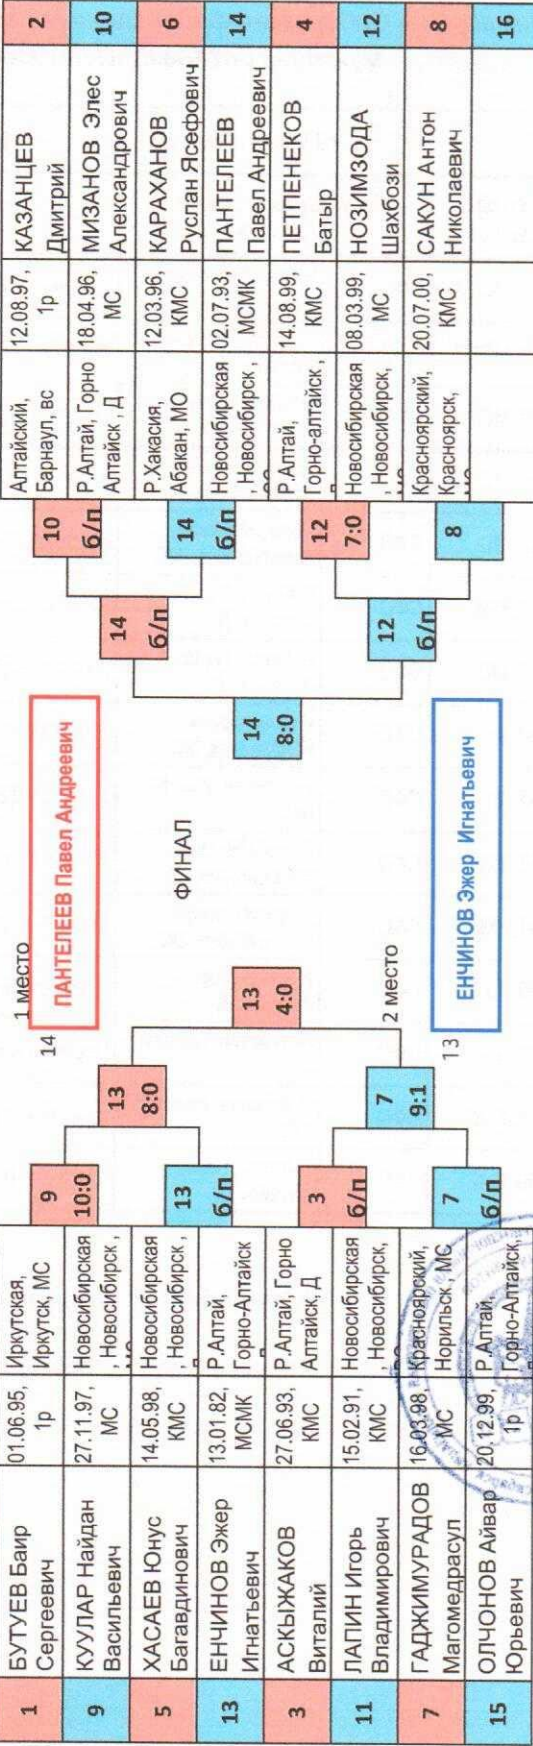 1
БУТУЕВ Баир
Сергеевич
01.06.95,
1р
Иркутская,
Иркутск, МС
9
КУУЛАР Найдан
Васильевич
27.11.97,
МС
Новосибирская
, Новосибирск,
5
ХАСАЕВ Юнус
Багавдинович
14.05.98,
КМС
Новосибирская
, Новосибирск ,
13
ЕНЧИНОВ Эжер
Игнатьевич
13.01.82,
МСМК
Р.Алтай,
Горно-Алтайск
3
АСКЫЖАКОВ
Виталий
27.06.93,
КМС
Р.Алтай, Горно
Алтайск, Д
11
ЛАПИН Игорь
Владимирович
15.02.91,
КМС
Новосибирская
, Новосибирск,
7
ГАДЖИМУРАДОВ
Магомедрасул
16.03.98,
МС
Красноярский,
Норильск , МС
15
ОЛЧОНОВ Айвар
Юрьевич
20.12.99,
1р
Р.Алтай,
Горно-Алтайск,
9
10:0
13
б/п
3
б/п
7
б/п
13
8:0
7
9:1
13
4:0
14
1 место
ПАНТЕЛЕЕВ Павел Андреевич
ФИНАЛ
13
2 место
ЕНЧИНОВ Эжер Игнатьевич
14
8:0
14
б/п
12
б/п
10
б/п
14
б/п
12
7:0
8
Алтайский,
Барнаул, вс
12.08.97,
1р
КАЗАНЦЕВ
Дмитрий
2
Р.Алтай, Горно
Алтайск , Д
18.04.96,
МС
МИЗАНОВ Элес
Александрович
10
Р.Хакасия,
Абакан, МО
12.03.96,
КМС
КАРАХАНОВ
Руслан Ясефович
6
Новосибирская
, Новосибирск ,
02.07.93,
МСМК
ПАНТЕЛЕЕВ
Павел Андреевич
14
Р.Алтай,
Горно-алтайск ,
14.08.99,
КМС
ПЕТПЕНЕКОВ
Батыр
4
Новосибирская
, Новосибирск,
08.03.99,
МС
НОЗИМЗОДА
Шахбози
12
Красноярский,
Красноярск,
20.07.00,
КМС
САКУН Антон
Николаевич
8
16